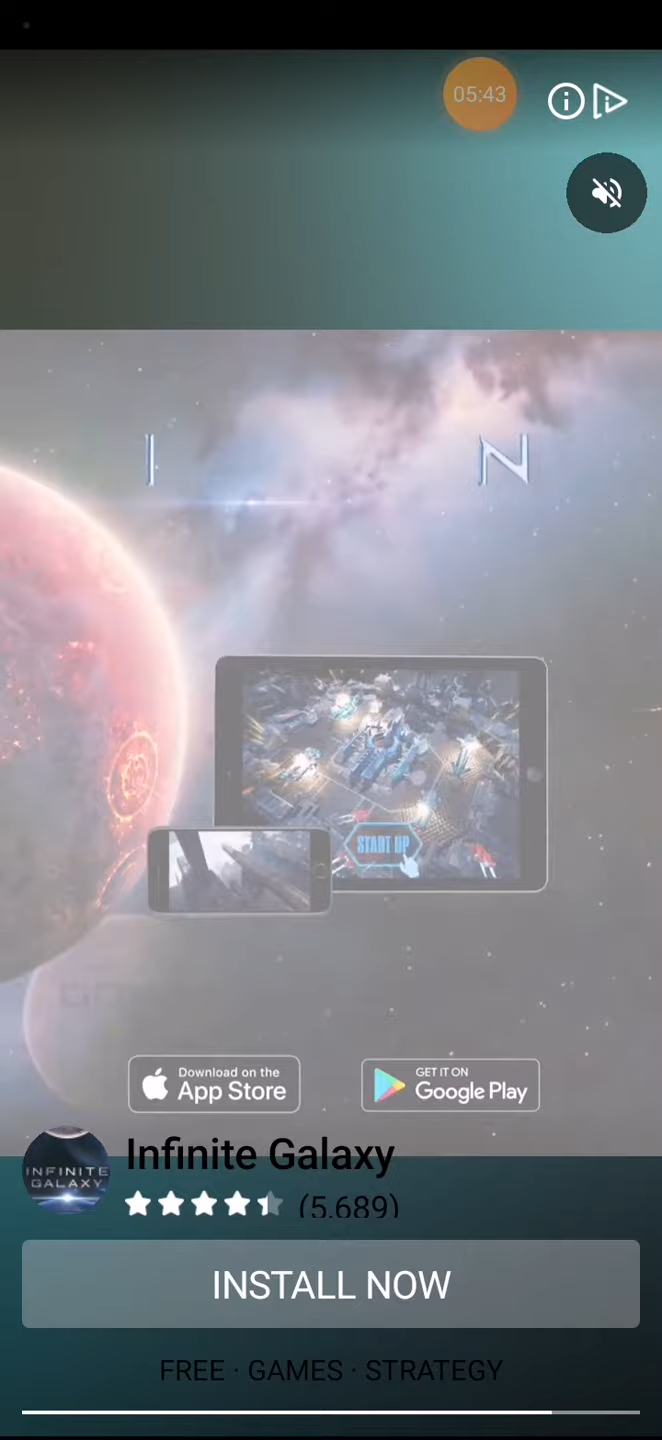 05:43
I N
START UP
Download on the
App Store
GET IT ON
Google Play
INFINITE
GALAXY
Infinite Galaxy
(5,689)
INSTALL NOW
FREE · GAMES · STRATEGY